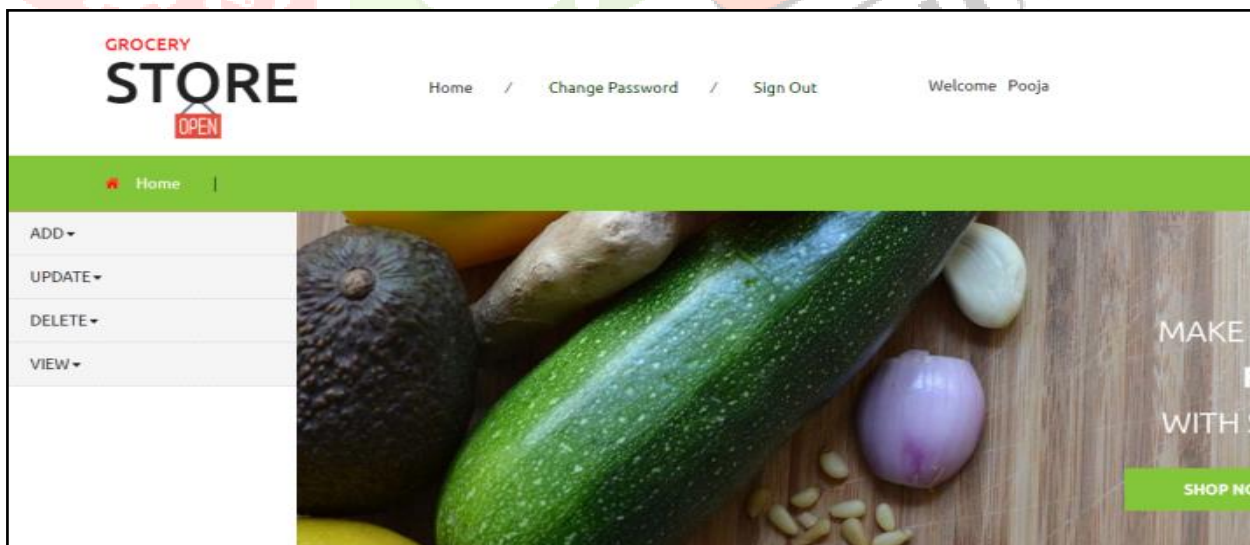 GROCERY
STORE
OPEN
Home / Change Password / Sign Out
Welcome Pooja
Home |
ADD
UPDATE
DELETE
VIEW
MAKE
WITH
SHOP